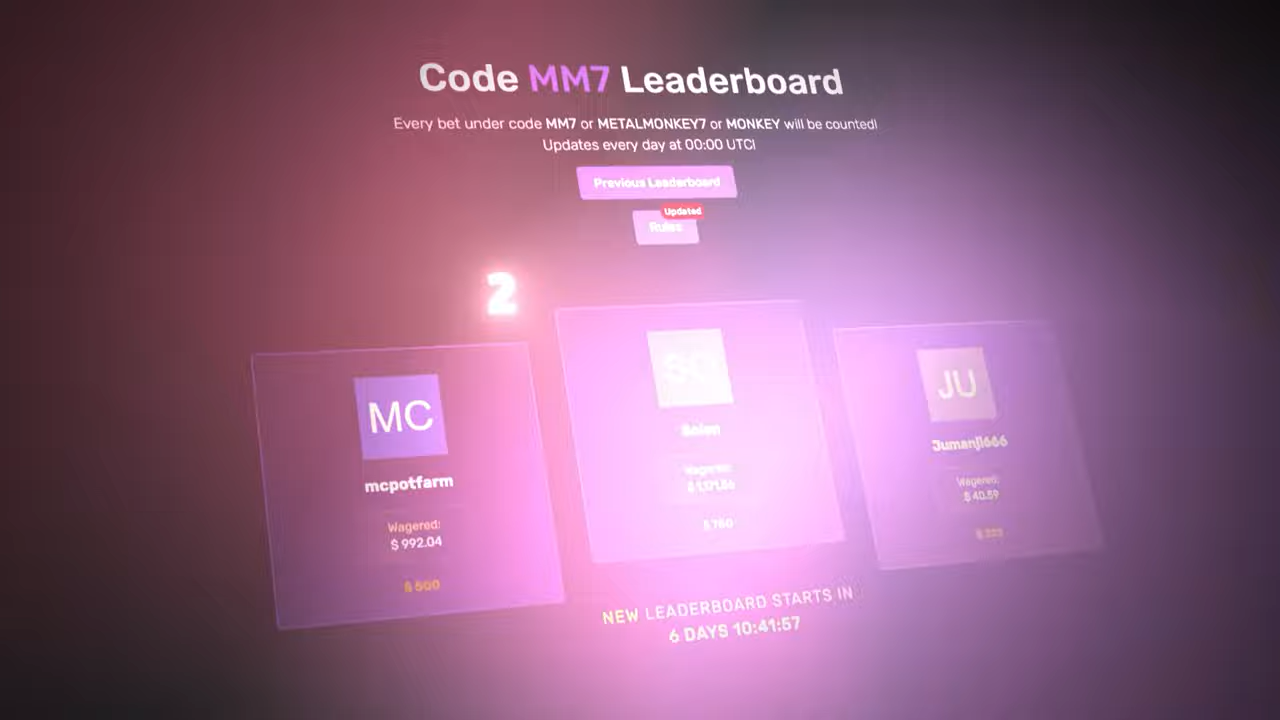 Code MM7 Leaderboard
Every bet under code MM7 or METALMONKEY7 or MONKEY will be counted!
Updates every day at 00:00 UTC!
Previous Leaderboard
Updated
Rules
2
MC
mcpotfarm
Wagered:
$ 992.04
$ 500
Wagered:
JU
Jumanji666
Wagered:
$ 40.59
NEW LEADERBOARD STARTS IN
6 DAYS 10:41:57